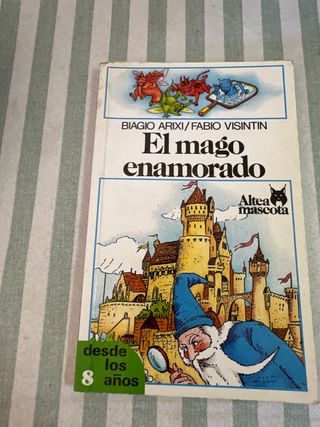 BIAGIO ARIXI/FABIO VISINTIN
El mago
enamorado
Altea
mascota
desde
los
8 años